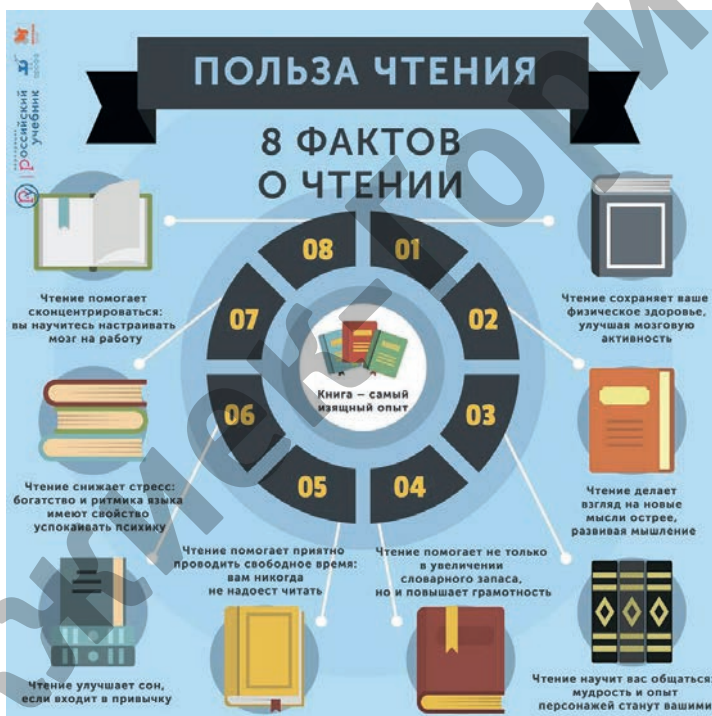 ПОЛЬЗА ЧТЕНИЯ
8 ФАКТОВ
О ЧТЕНИИ
российский
учебник
08
01
07
02
06
03
05
04
Книга – самый
изящный опыт
Чтение сохраняет ваше
физическое здоровье,
улучшая мозговую
активность
Чтение делает
взгляд на новые
мысли острее,
развивая мышление
Чтение научит вас общаться:
мудрость и опыт
персонажей станут вашими
Чтение помогает не только
в увеличении
словарного запаса,
но и повышает грамотность
Чтение помогает приятно
проводить свободное время:
вам никогда
не надоест читать
Чтение улучшает сон,
если входит в привычку
Чтение снижает стресс:
богатство и ритмика языка
имеют свойство
успокаивать психику
Чтение помогает
сконцентрироваться:
вы научитесь настраивать
мозг на работу